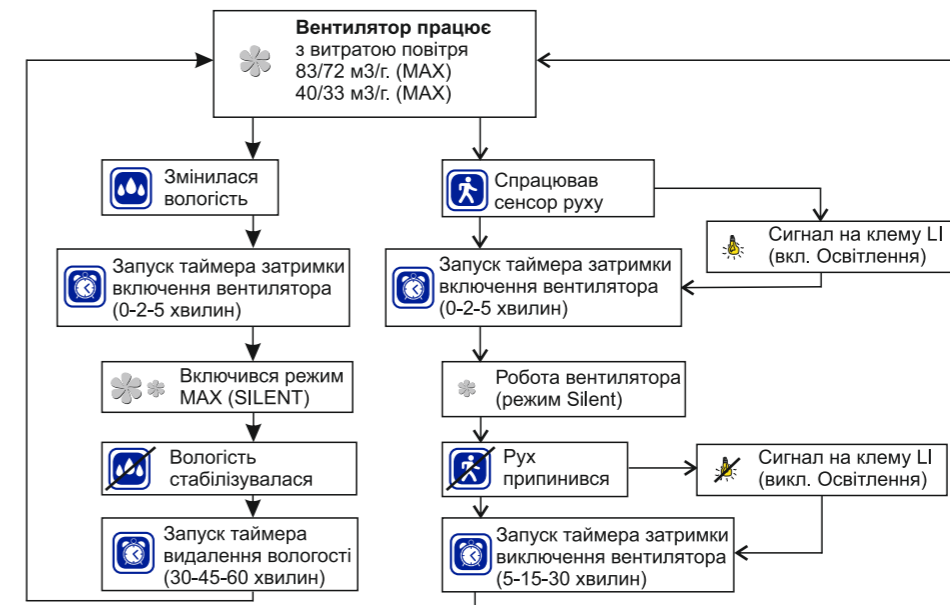 Вентилятор працює
з витратою повітря
83/72 м3/г. (MAX)
40/33 м3/г. (MAX)
Змінилася
вологість
Запуск таймера затримки
включення вентилятора
(0-2-5 хвилин)
Включився режим
MAX (SILENT)
Вологість
стабілізувалася
Запуск таймера
видалення вологості
(30-45-60 хвилин)
Спрацював
сенсор руху
Сигнал на клему LI
(вкл. Освітлення)
Запуск таймера затримки
включення вентилятора
(0-2-5 хвилин)
Робота вентилятора
(режим Silent)
Рух
припинився
Сигнал на клему LI
(викл. Освітлення)
Запуск таймера затримки
виключення вентилятора
(5-15-30 хвилин)